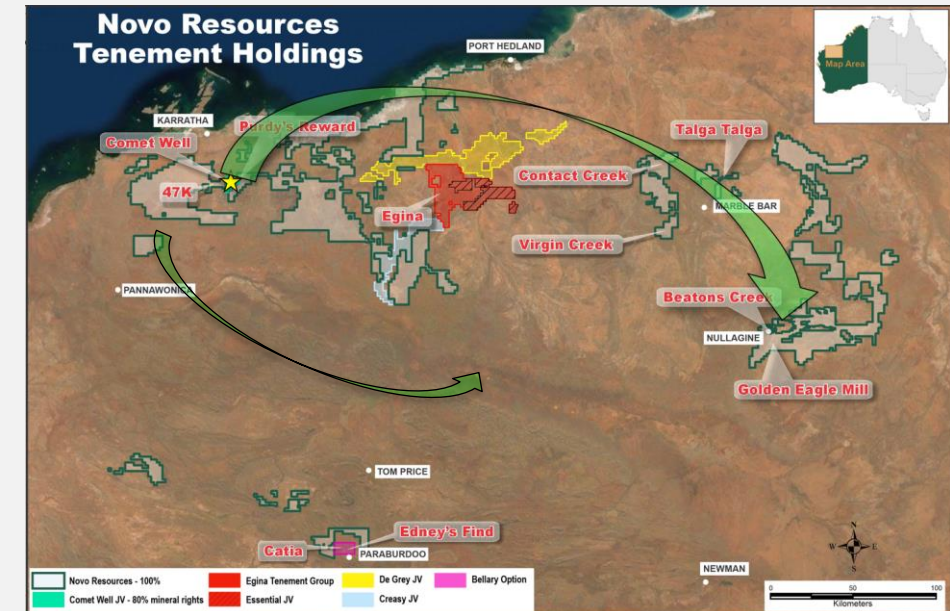 Novo Resources
Tenement Holdings
PORT HEDLAND
Map Area
KARRATHA
Purdy's Reward
Comet Well
Talga Talga
47K
Contact Creek
MARBLE BAR
Egina
Virgin Creek
PANNAWONICA
Beatons Creek
NULLAGINE
Golden Eagle Mill
TOM PRICE
Edney's Find
Catia
PARABURDOO
NEWMAN
N
W E
S
Novo Resources - 100%
Egina Tenement Group
De Grey JV
Bellary Option
Comet Well JV - 80% mineral rights
Essential JV
Creasy JV
0 50 100
Kilometers